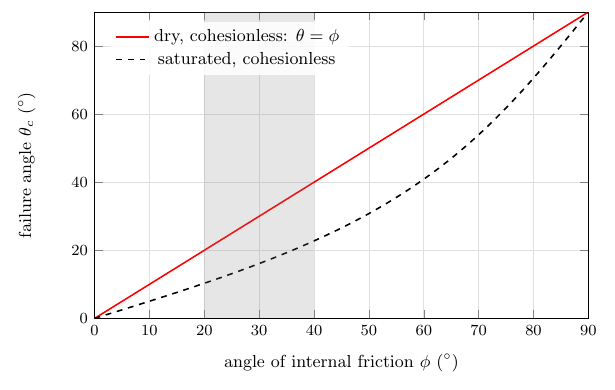 dry, cohesionless: θ = ϕ
saturated, cohesionless
failure angle θc (°)
80
60
40
20
0
0 10 20 30 40 50 60 70 80 90
angle of internal friction ϕ (°)